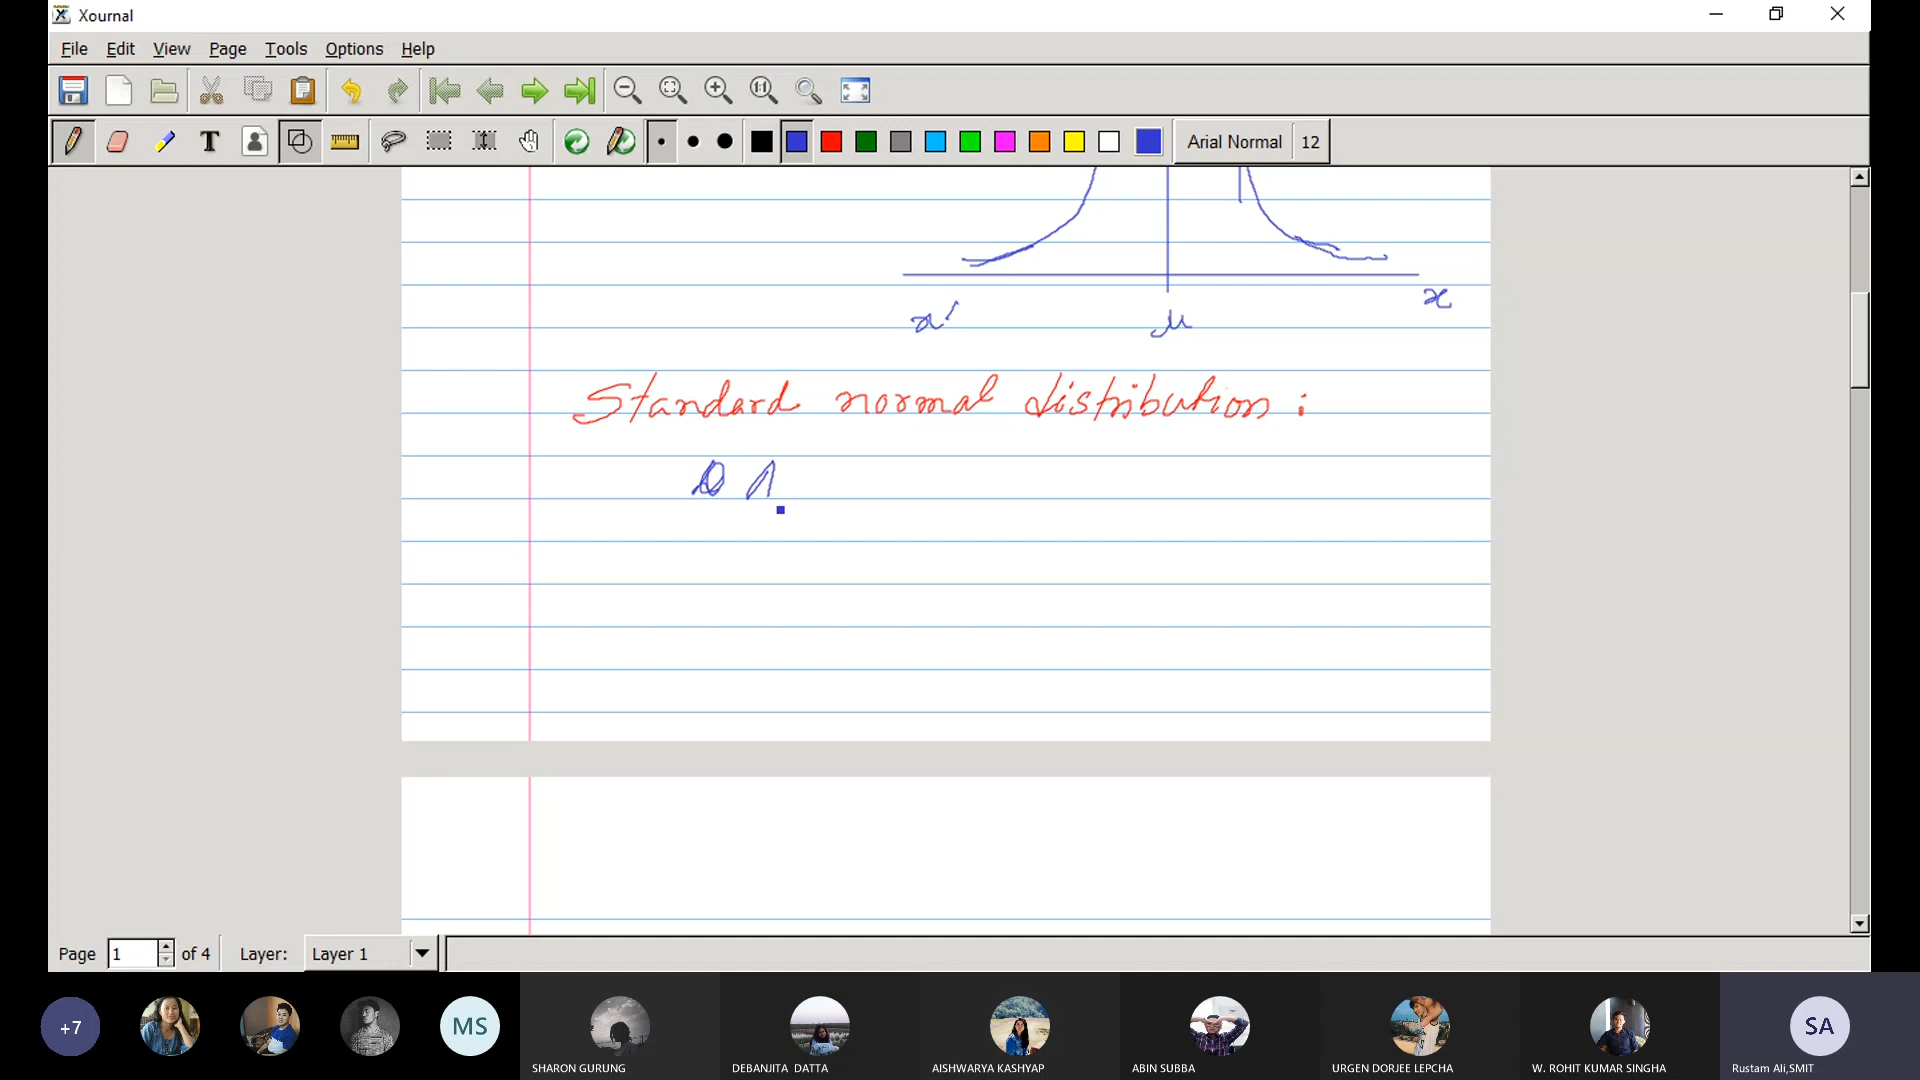 Xournal
File Edit View Page Tools Options Help
Arial Normal 12
x' μ x
Standard normal distribution :
Page 1 of 4 Layer: Layer 1
+7 MS SA
SHARON GURUNG DEBANJITA DATTA AISHWARYA KASHYAP ABIN SUBBA URGEN DORJEE LEPCHA W. ROHIT KUMAR SINGHA Rustam Ali,SMIT